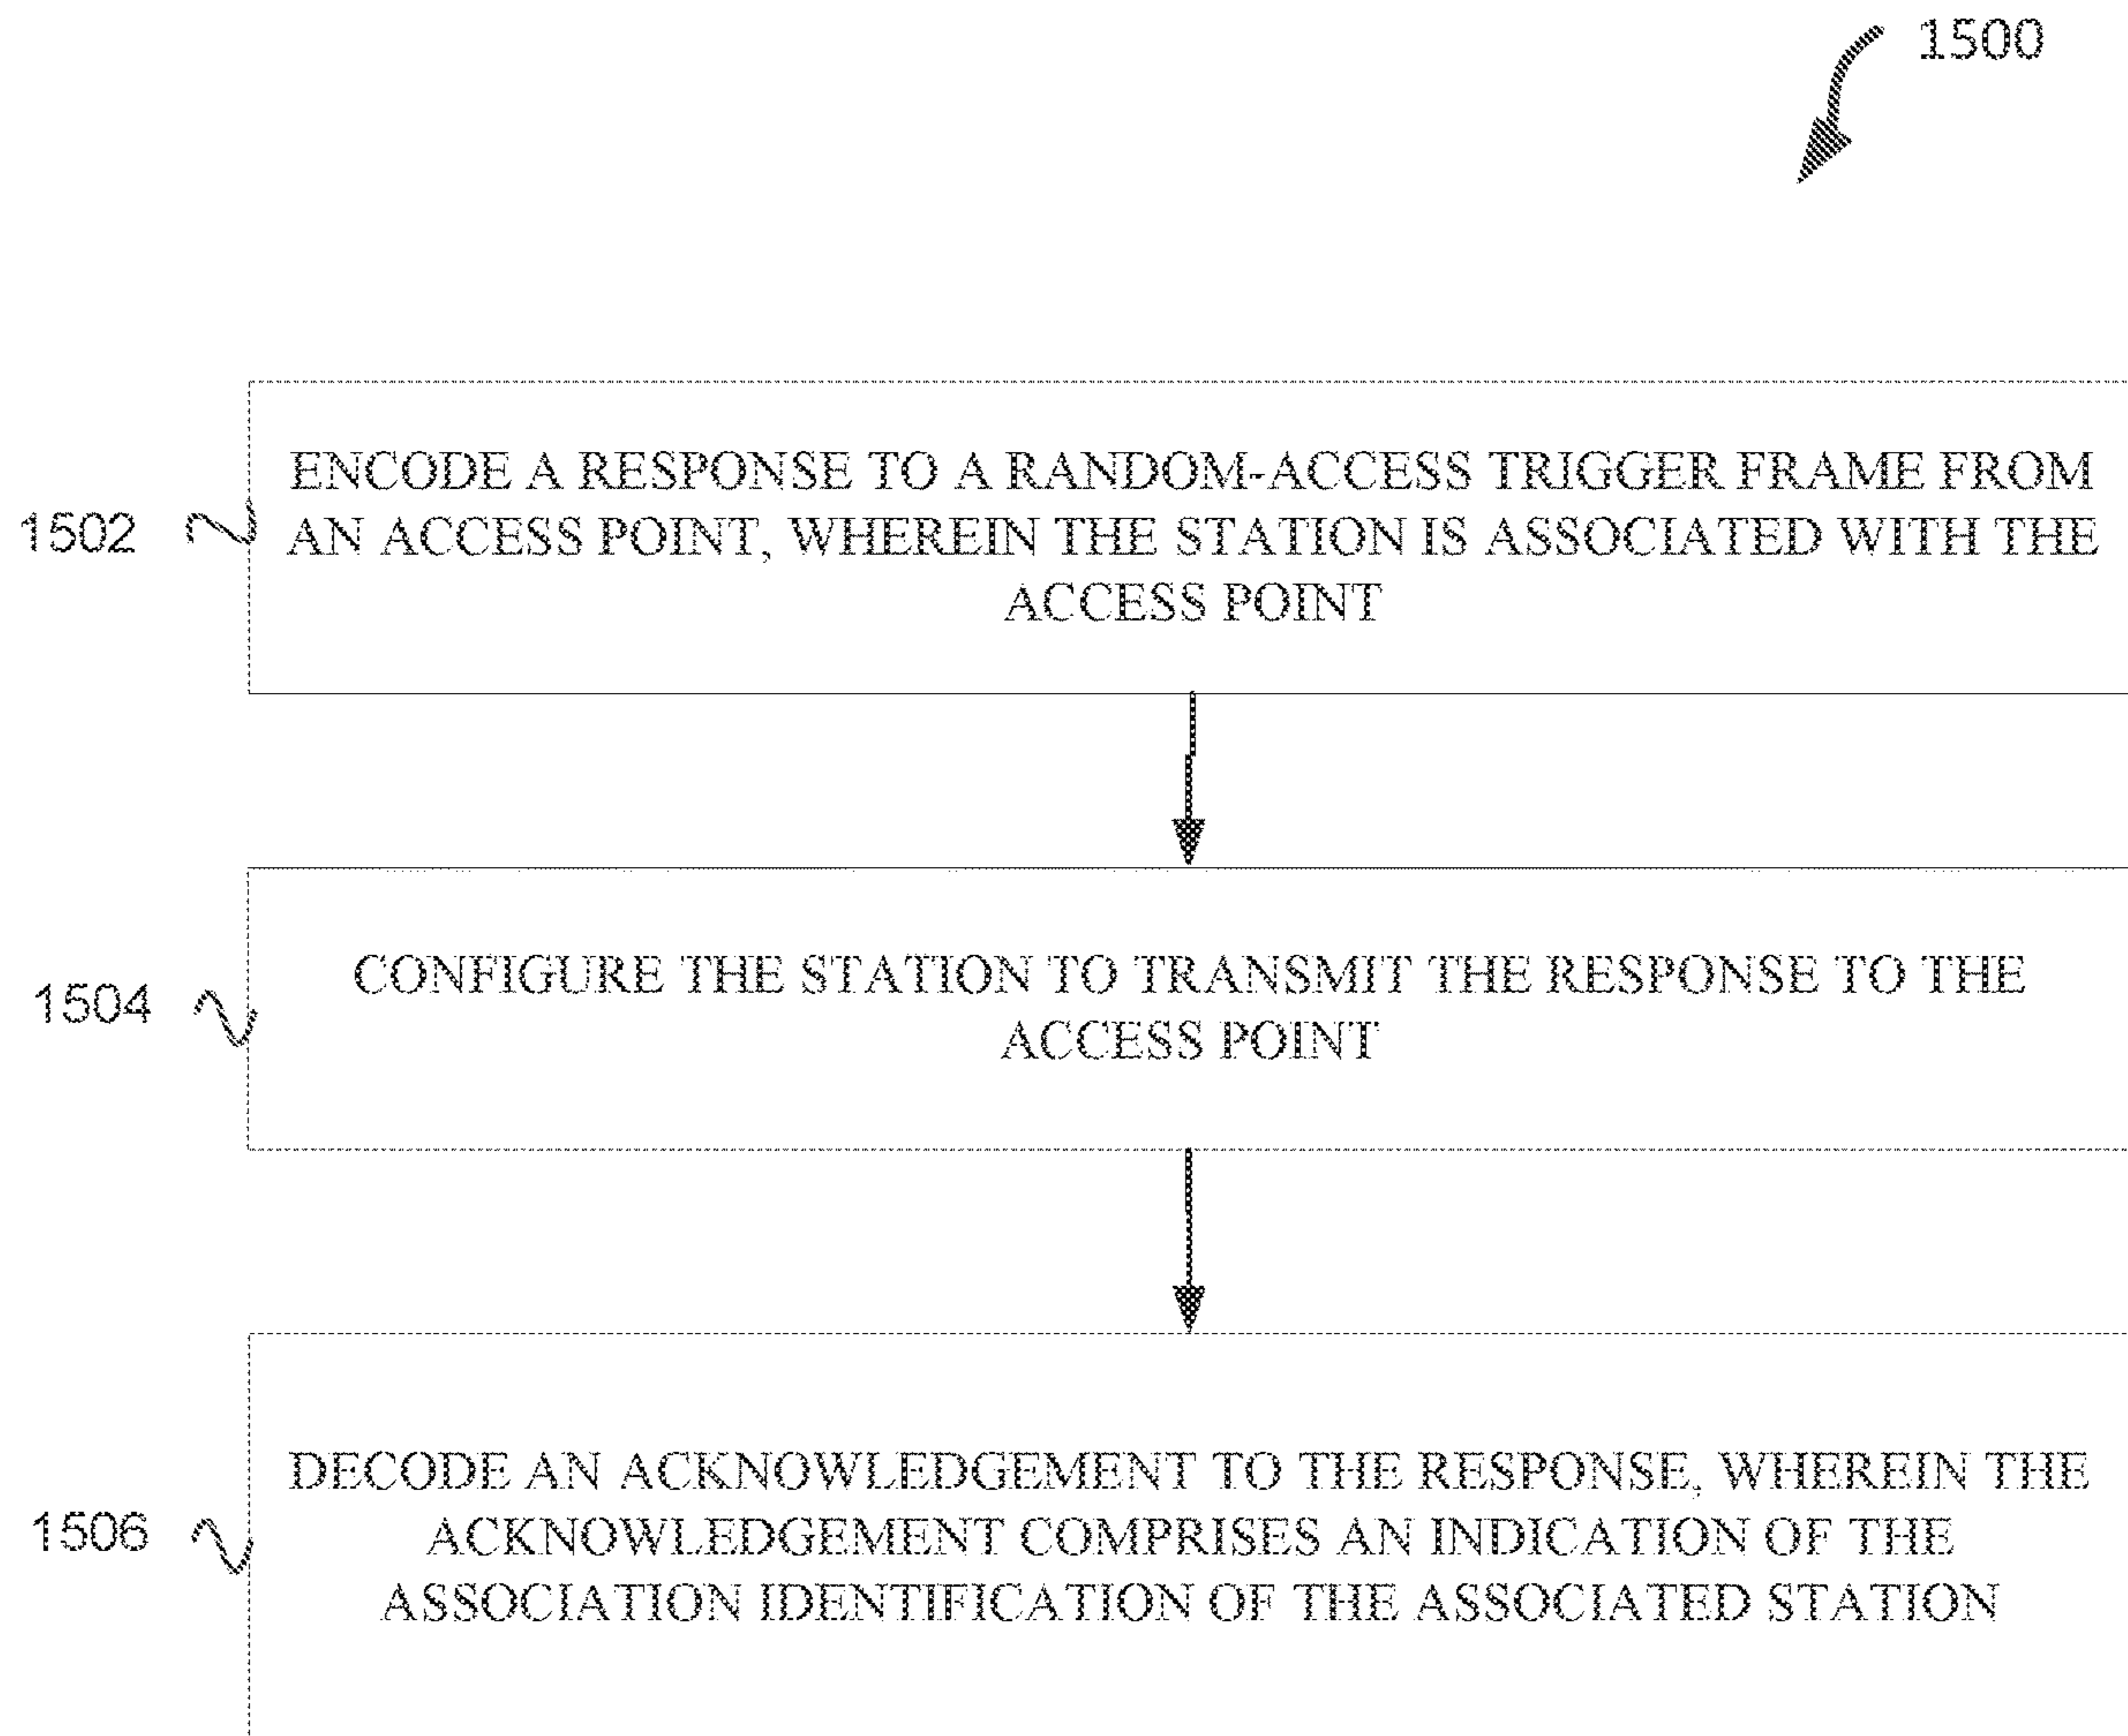 1500
ENCODE A RESPONSE TO A RANDOM-ACCESS TRIGGER FRAME FROM
1502
AN ACCESS POINT, WHEREIN THE STATION IS ASSOCIATED WITH THE
ACCESS POINT
CONFIGURE THE STATION TO TRANSMIT THE RESPONSE TO THE
1504
ACCESS POINT
DECODE AN ACKNOWLEDGEMENT TO THE RESPONSE, WHEREIN THE
1506
ACKNOWLEDGEMENT COMPRISES AN INDICATION OF THE
ASSOCIATION IDENTIFICATION OF THE ASSOCIATED STATION